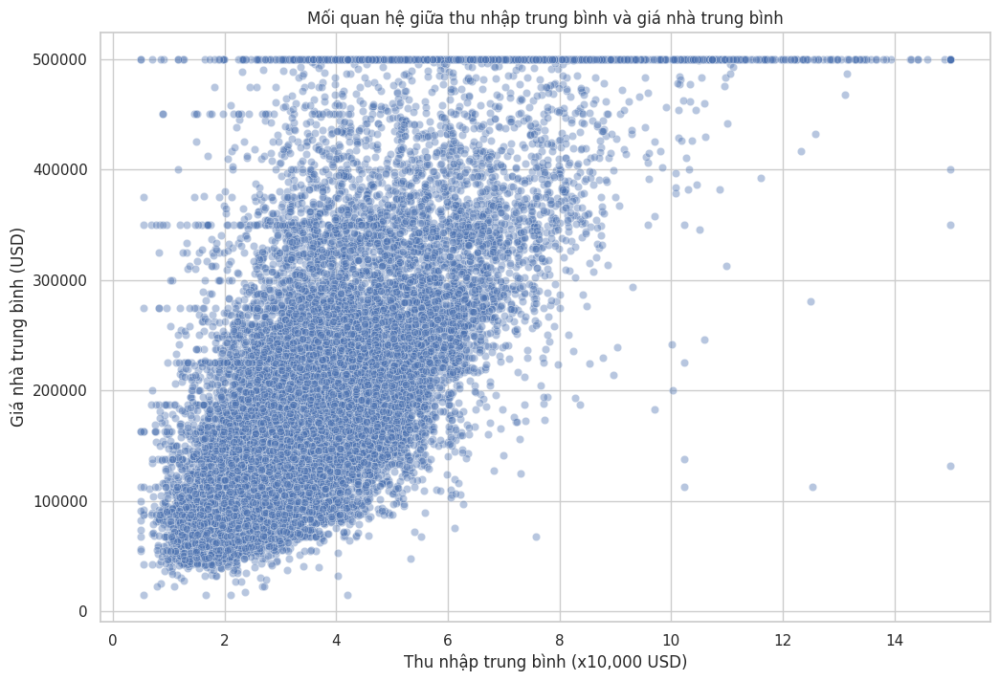 Mối quan hệ giữa thu nhập trung bình và giá nhà trung bình
Giá nhà trung bình (USD)
500000
400000
300000
200000
100000
0
0 2 4 6 8 10 12 14
Thu nhập trung bình (x10,000 USD)